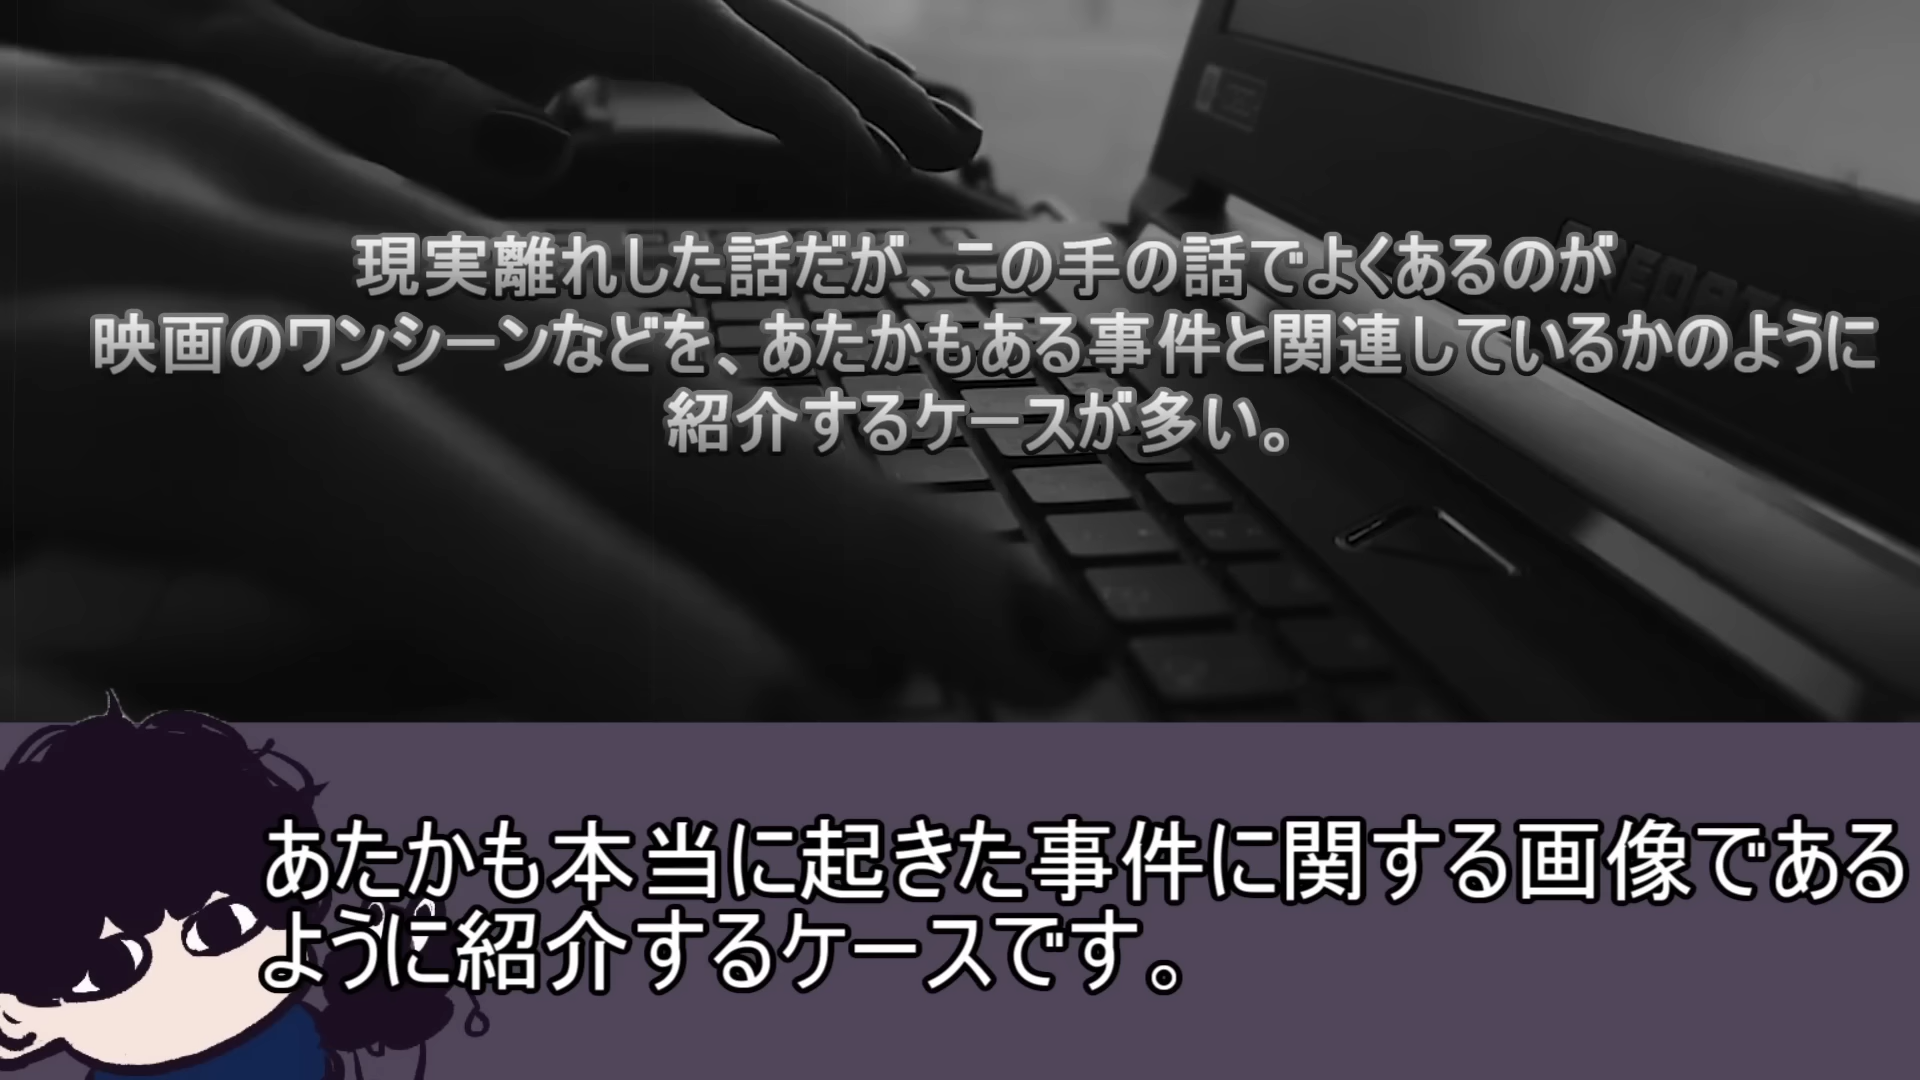 現実離れした話だが、この手の話でよくあるのが
映画のワンシーンなどを、あたかもある事件と関連しているかのように
紹介するケースが多い。
あたかも本当に起きた事件に関する画像である
ように紹介するケースです。